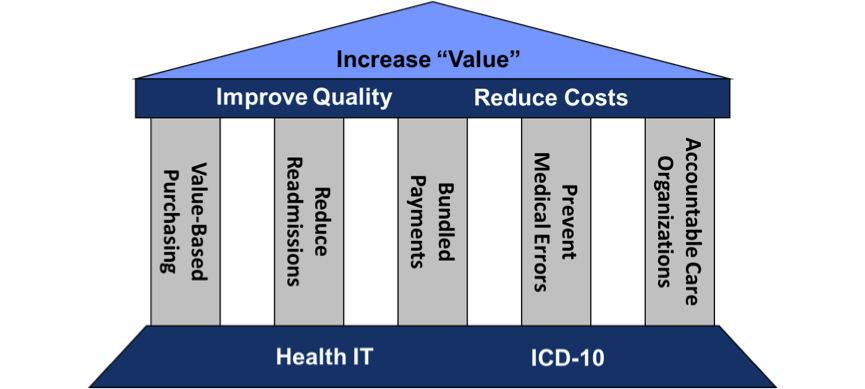 Increase “Value”
Improve Quality
Reduce Costs
Value-Based
Purchasing
Reduce
Readmissions
Bundled
Payments
Prevent
Medical Errors
Accountable Care
Organizations
Health IT
ICD-10